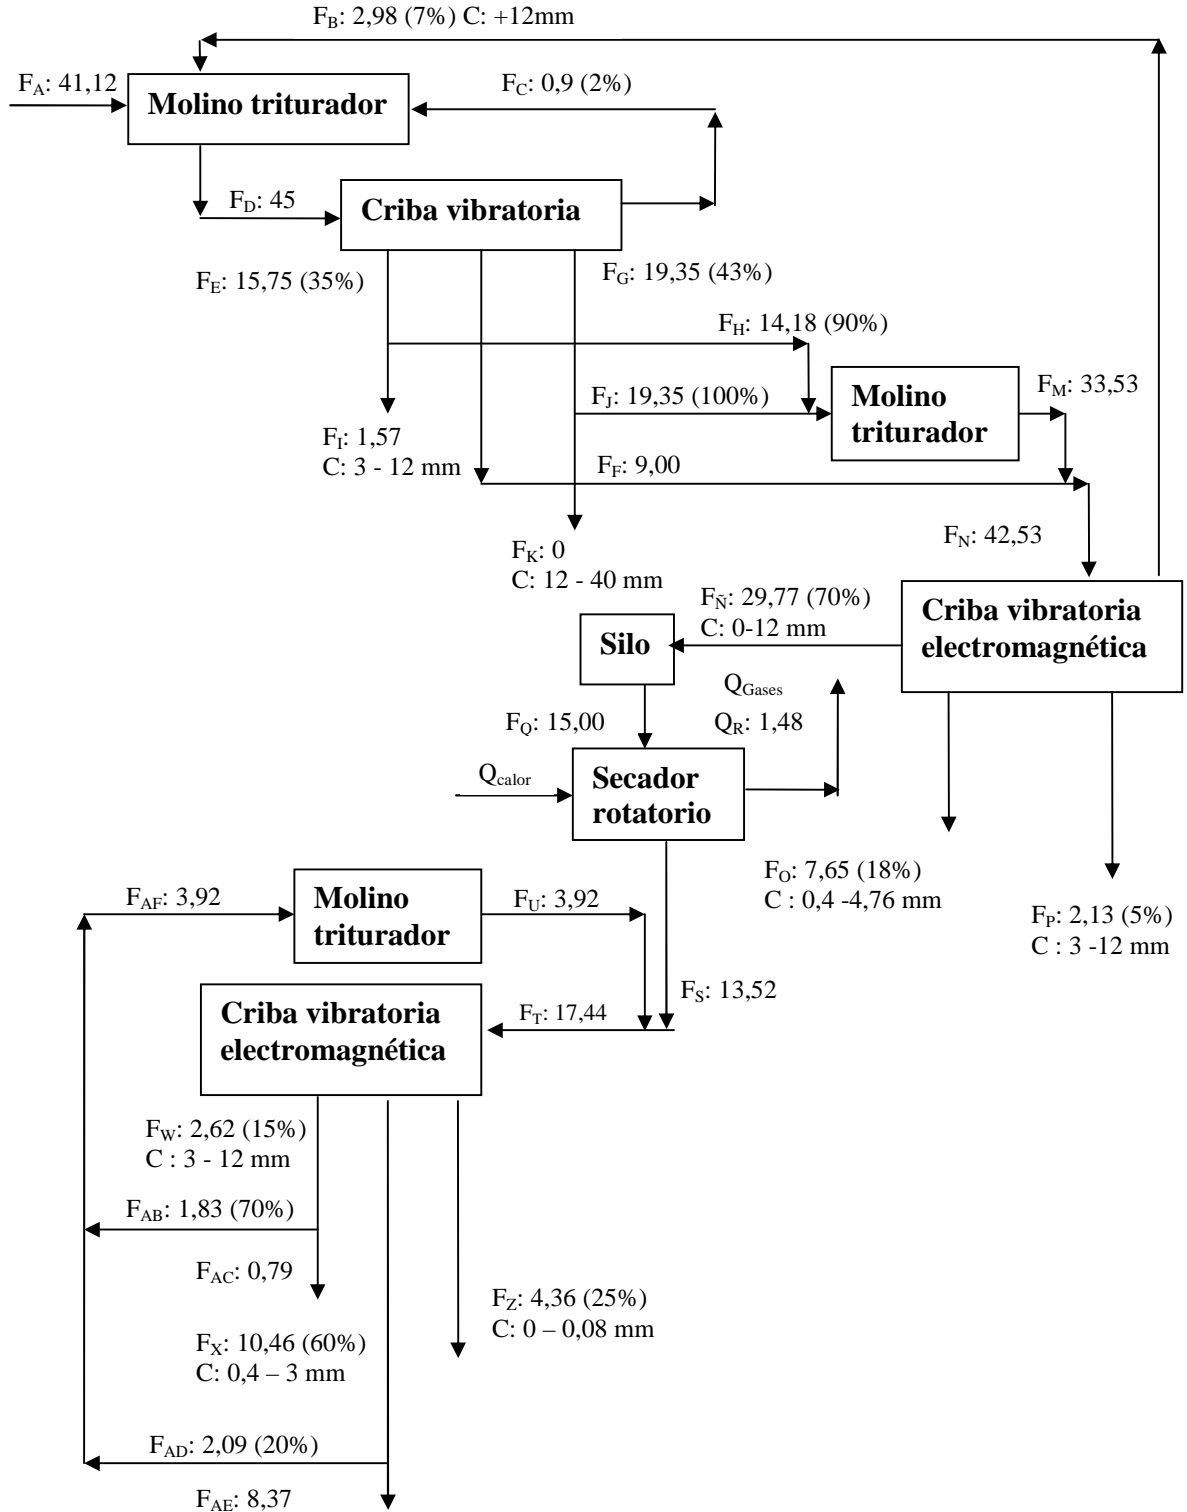 F_B: 2,98 (7%) C: +12mm
F_A: 41,12
Molino triturador
F_C: 0,9 (2%)
F_D: 45
Criba vibratoria
F_E: 15,75 (35%)
F_G: 19,35 (43%)
F_H: 14,18 (90%)
F_J: 19,35 (100%)
Molino
triturador
F_M: 33,53
F_I: 1,57
C: 3 - 12 mm
F_F: 9,00
F_K: 0
C: 12 - 40 mm
F_N: 42,53
F_Ñ: 29,77 (70%)
C: 0-12 mm
Criba vibratoria
electromagnética
Silo
Q_Gases
F_Q: 15,00
Q_R: 1,48
Q_calor
Secador
rotatorio
F_O: 7,65 (18%)
C : 0,4 -4,76 mm
F_P: 2,13 (5%)
C : 3 -12 mm
F_AF: 3,92
Molino
triturador
F_U: 3,92
F_S: 13,52
F_T: 17,44
Criba vibratoria
electromagnética
F_W: 2,62 (15%)
C : 3 - 12 mm
F_AB: 1,83 (70%)
F_AC: 0,79
F_Z: 4,36 (25%)
C: 0 – 0,08 mm
F_X: 10,46 (60%)
C: 0,4 – 3 mm
F_AD: 2,09 (20%)
F_AE: 8,37